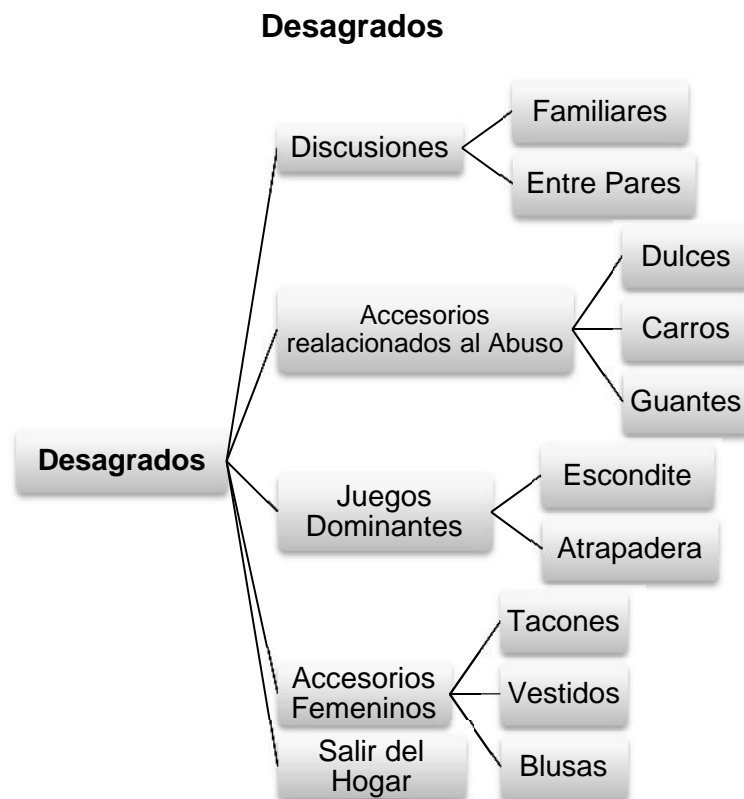 Desagrados
Desagrados
Discusiones
Familiares
Entre Pares
Accesorios
realacionados al Abuso
Dulces
Carros
Guantes
Juegos
Dominantes
Escondite
Atrapadera
Accesorios
Femeninos
Tacones
Vestidos
Blusas
Salir del
Hogar